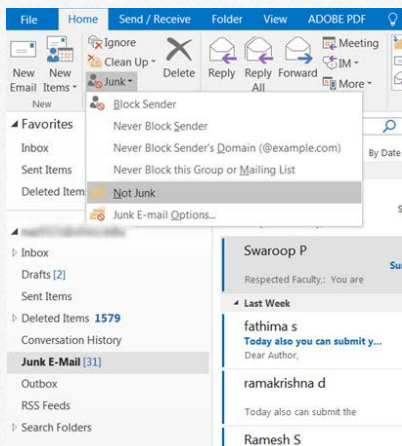 File Home Send / Receive Folder View ADOBE PDF
New Email
New Items
Ignore
Clean Up
Junk
Delete
Reply
Reply All
Forward
Meeting
IM
More
New
Block Sender
Never Block Sender
Never Block Sender's Domain (@example.com)
Never Block this Group or Mailing List
Not Junk
Junk E-mail Options...
Favorites
Inbox
Sent Items
Deleted Item
Inbox
Drafts [2]
Sent Items
Deleted Items 1579
Conversation History
Junk E-Mail [31]
Outbox
RSS Feeds
Search Folders
By Date
Swaroop P
Su
Respected Faculty,: You are
Last Week
fathima s
Today also you can submit y...
Dear Author,
ramakrishna d
Today also can submit the
Ramesh S